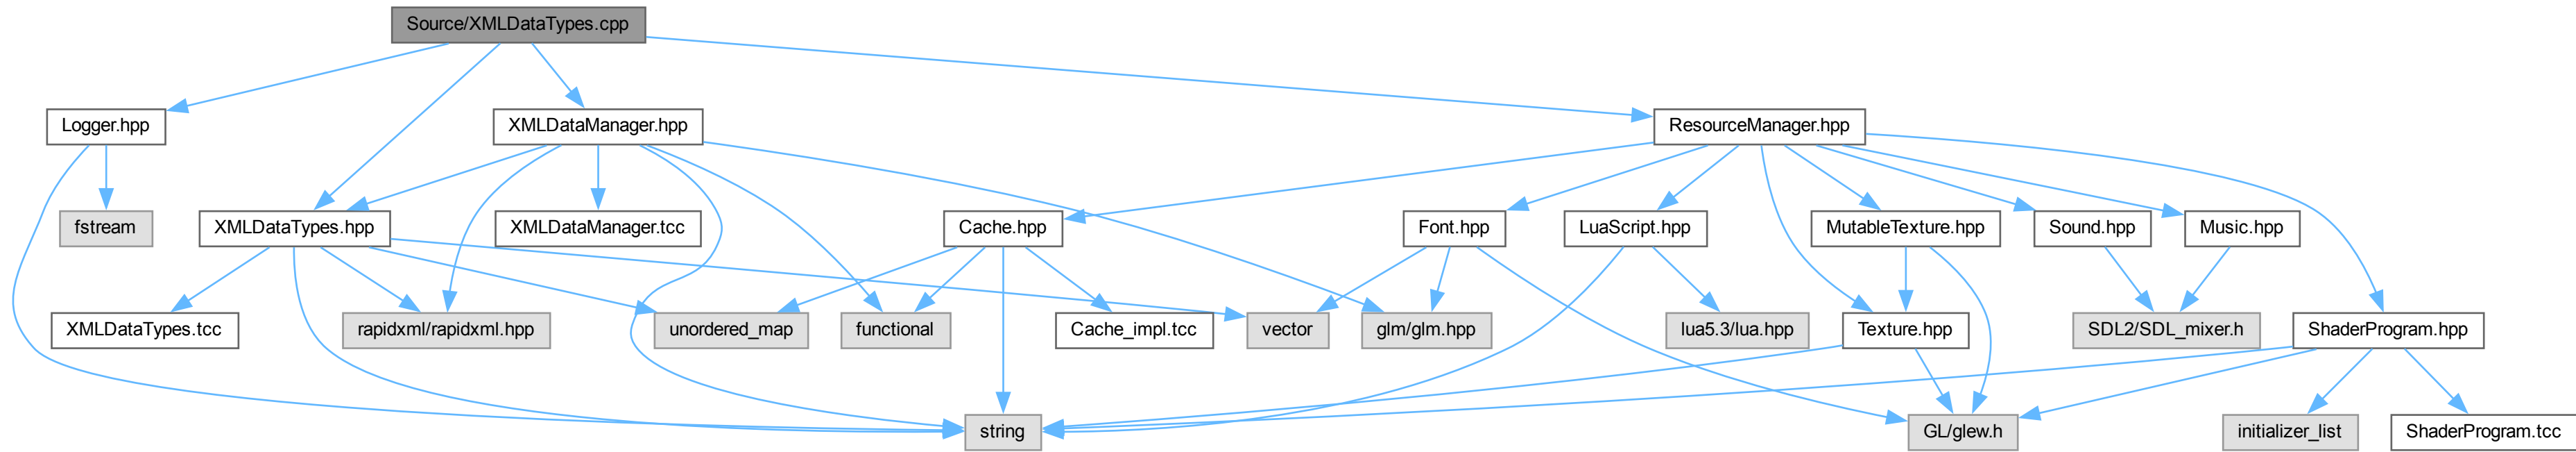 Source/XMLDataTypes.cpp
Logger.hpp
XMLDataManager.hpp
ResourceManager.hpp
fstream
XMLDataTypes.hpp
XMLDataManager.tcc
Cache.hpp
Font.hpp
LuaScript.hpp
MutableTexture.hpp
Sound.hpp
Music.hpp
XMLDataTypes.tcc
rapidxml/rapidxml.hpp
unordered_map
functional
Cache_impl.tcc
vector
glm/glm.hpp
lua5.3/lua.hpp
Texture.hpp
SDL2/SDL_mixer.h
ShaderProgram.hpp
string
GL/glew.h
initializer_list
ShaderProgram.tcc